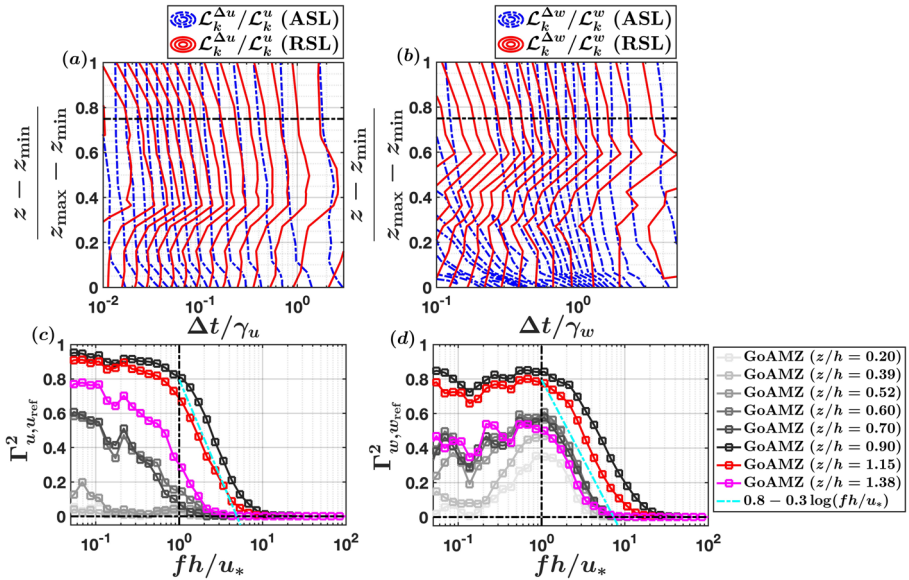 ℒ_k^{Δu}/ℒ_k^u (ASL)
ℒ_k^{Δu}/ℒ_k^u (RSL)
ℒ_k^{Δw}/ℒ_k^w (ASL)
ℒ_k^{Δw}/ℒ_k^w (RSL)
(a)
1
0.8
0.6
0.4
0.2
0
z − z_min
z_max − z_min
10^{-2}
10^{-1}
10^0
Δt/γ_u
(b)
1
0.8
0.6
0.4
0.2
0
z − z_min
z_max − z_min
10^{-1}
10^0
Δt/γ_w
(c)
1
0.8
0.6
0.4
0.2
0
Γ^2_{u,u_ref}
10^{-1}
10^0
10^1
10^2
fh/u_*
(d)
1
0.8
0.6
0.4
0.2
0
Γ^2_{w,w_ref}
10^{-1}
10^0
10^1
10^2
fh/u_*
GoAMZ (z/h = 0.20)
GoAMZ (z/h = 0.39)
GoAMZ (z/h = 0.52)
GoAMZ (z/h = 0.60)
GoAMZ (z/h = 0.70)
GoAMZ (z/h = 0.90)
GoAMZ (z/h = 1.15)
GoAMZ (z/h = 1.38)
0.8 − 0.3 log(fh/u_*)